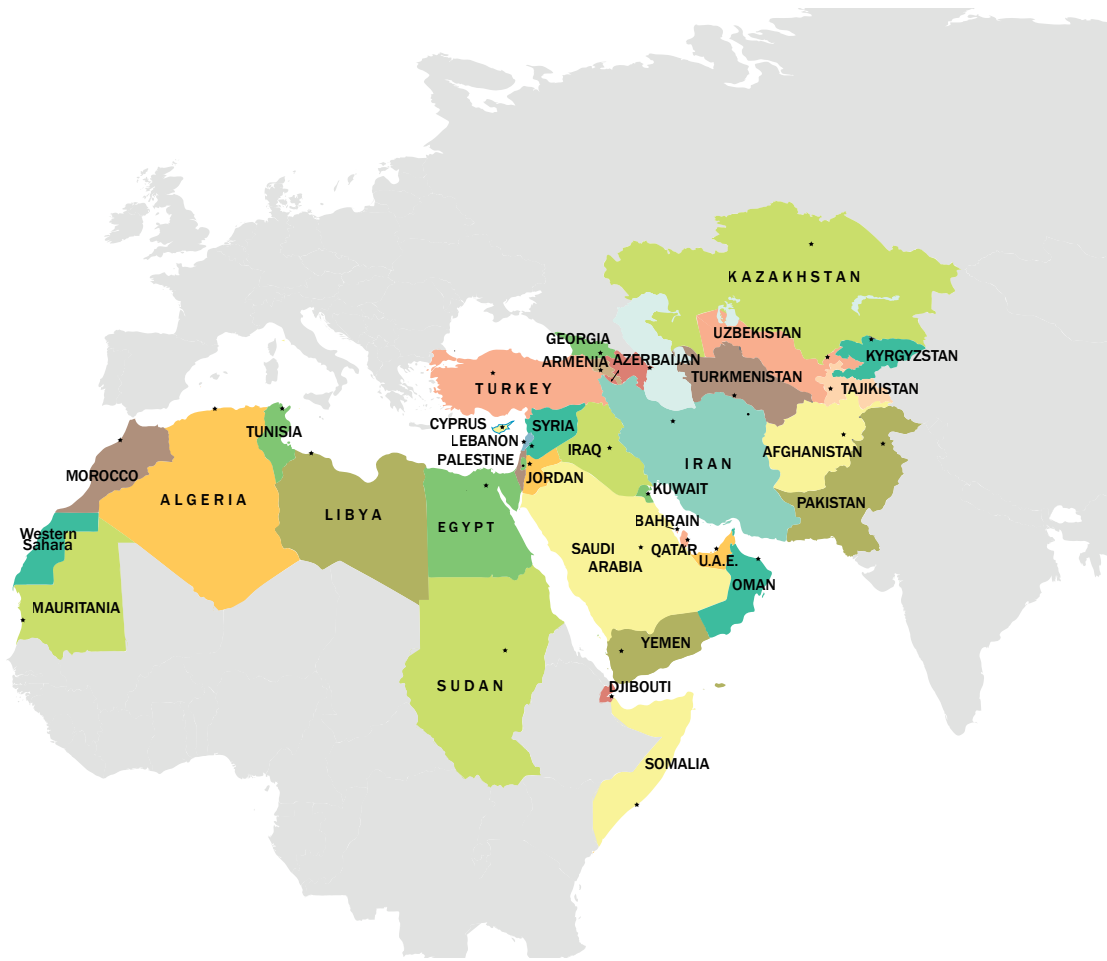 KAZAKHSTAN
UZBEKISTAN
GEORGIA
KYRGYZSTAN
ARMENIA
AZERBAIJAN
TURKMENISTAN
TURKEY
TAJIKISTAN
CYPRUS
SYRIA
TUNISIA
LEBANON
IRAQ
AFGHANISTAN
PALESTINE
IRAN
MOROCCO
JORDAN
KUWAIT
ALGERIA
PAKISTAN
LIBYA
BAHRAIN
EGYPT
Western
Sahara
SAUDI
ARABIA
QATAR
U.A.E.
OMAN
MAURITANIA
YEMEN
SUDAN
DJIBOUTI
SOMALIA